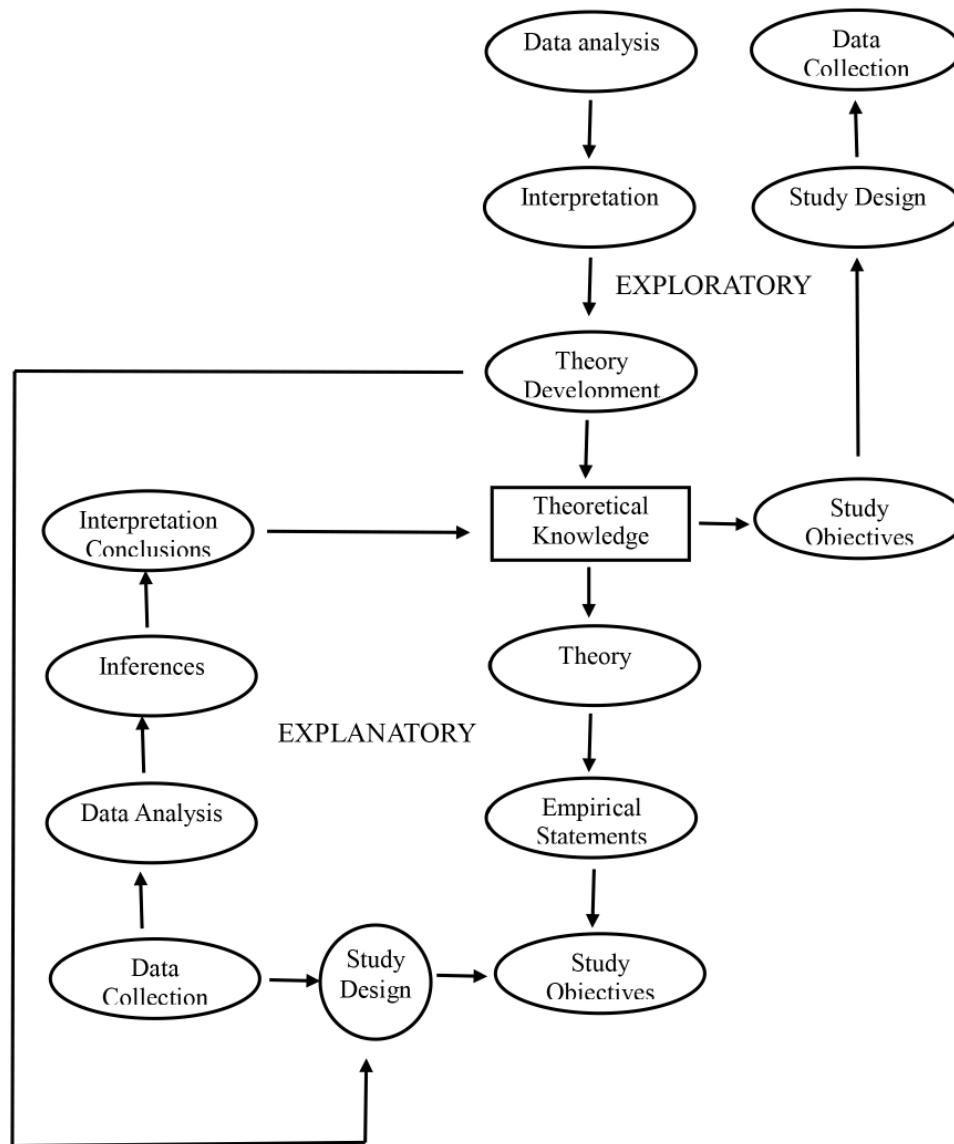 Data analysis
Data
Collection
Interpretation
Study Design
EXPLORATORY
Theory
Development
Interpretation
Conclusions
Theoretical
Knowledge
Study
Objectives
Inferences
Theory
EXPLANATORY
Data Analysis
Empirical
Statements
Data
Collection
Study
Design
Study
Objectives